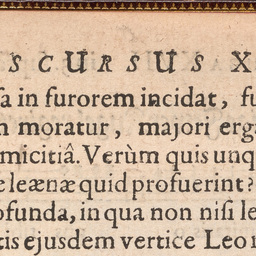 SCURSUS X
sa in furorem incidat, fu
n moratur, majori erg
micitiâ. Verùm quis unq
e leænæ quid profuerint?
ofunda, in qua non nisi le
tis ejusdem vertice Leo